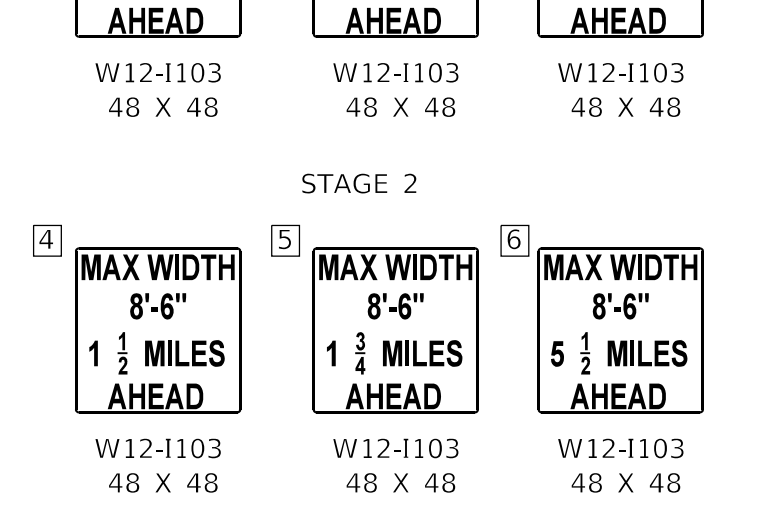 AHEAD AHEAD AHEAD
W12-I103 W12-I103 W12-I103
48 X 48 48 X 48 48 X 48
STAGE 2
4 5 6
MAX WIDTH MAX WIDTH MAX WIDTH
8'-6" 8'-6" 8'-6"
1 1/2 MILES 1 3/4 MILES 5 1/2 MILES
AHEAD AHEAD AHEAD
W12-I103 W12-I103 W12-I103
48 X 48 48 X 48 48 X 48